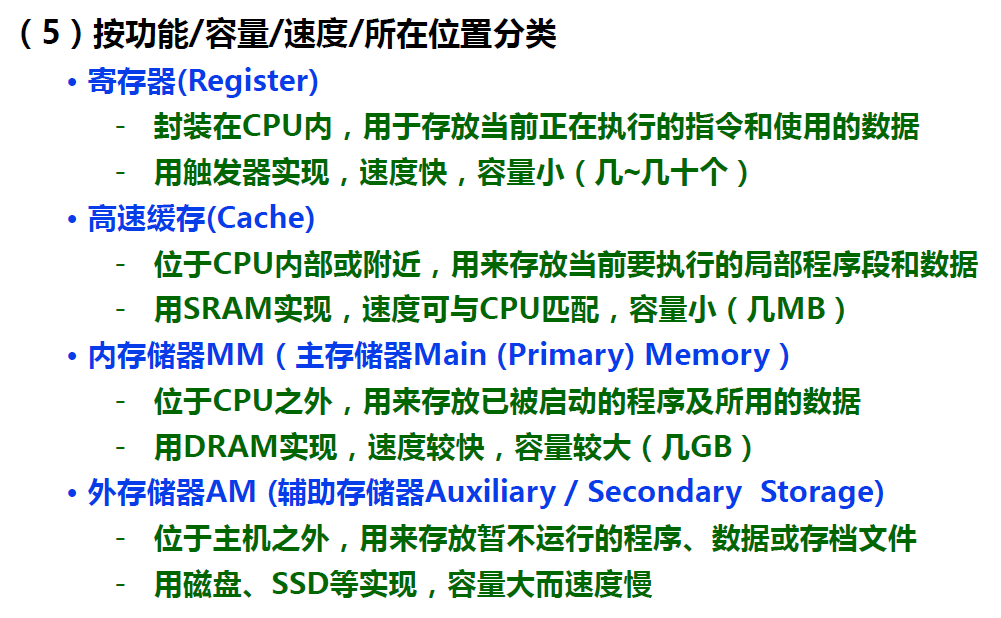 （5）按功能/容量/速度/所在位置分类
• 寄存器(Register)
- 封装在CPU内，用于存放当前正在执行的指令和使用的数据
- 用触发器实现，速度快，容量小（几~几十个）
• 高速缓存(Cache)
- 位于CPU内部或附近，用来存放当前要执行的局部程序段和数据
- 用SRAM实现，速度可与CPU匹配，容量小（几MB）
• 内存储器MM（主存储器Main (Primary) Memory）
- 位于CPU之外，用来存放已被启动的程序及所用的数据
- 用DRAM实现，速度较快，容量较大（几GB）
• 外存储器AM (辅助存储器Auxiliary / Secondary Storage)
- 位于主机之外，用来存放暂不运行的程序、数据或存档文件
- 用磁盘、SSD等实现，容量大而速度慢